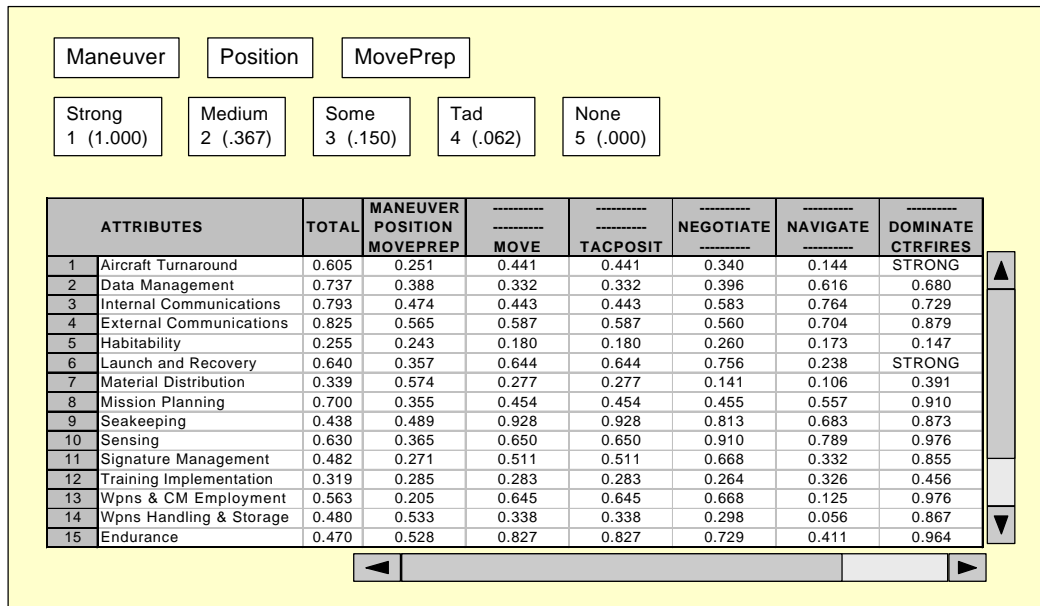 Maneuver Position MovePrep
Strong Medium Some Tad None
1 (1.000) 2 (.367) 3 (.150) 4 (.062) 5 (.000)
MANEUVER ---------- ---------- ---------- ---------- ----------
ATTRIBUTES TOTAL POSITION ---------- ---------- NEGOTIATE NAVIGATE DOMINATE
MOVEPREP MOVE TACPOSIT ---------- ---------- CTRFIRES
1 Aircraft Turnaround 0.605 0.251 0.441 0.441 0.340 0.144 STRONG
2 Data Management 0.737 0.388 0.332 0.332 0.396 0.616 0.680
3 Internal Communications 0.793 0.474 0.443 0.443 0.583 0.764 0.729
4 External Communications 0.825 0.565 0.587 0.587 0.560 0.704 0.879
5 Habitability 0.255 0.243 0.180 0.180 0.260 0.173 0.147
6 Launch and Recovery 0.640 0.357 0.644 0.644 0.756 0.238 STRONG
7 Material Distribution 0.339 0.574 0.277 0.277 0.141 0.106 0.391
8 Mission Planning 0.700 0.355 0.454 0.454 0.455 0.557 0.910
9 Seakeeping 0.438 0.489 0.928 0.928 0.813 0.683 0.873
10 Sensing 0.630 0.365 0.650 0.650 0.910 0.789 0.976
11 Signature Management 0.482 0.271 0.511 0.511 0.668 0.332 0.855
12 Training Implementation 0.319 0.285 0.283 0.283 0.264 0.326 0.456
13 Wpns & CM Employment 0.563 0.205 0.645 0.645 0.668 0.125 0.976
14 Wpns Handling & Storage 0.480 0.533 0.338 0.338 0.298 0.056 0.867
15 Endurance 0.470 0.528 0.827 0.827 0.729 0.411 0.964